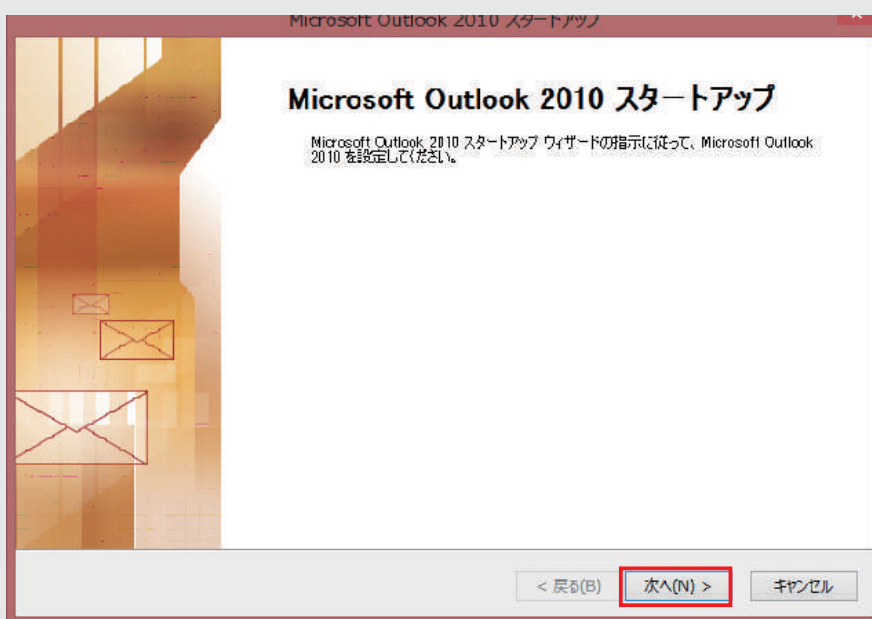 Microsoft Outlook 2010 スタートアップ
Microsoft Outlook 2010 スタートアップ
Microsoft Outlook 2010 スタートアップ ウィザードの指示に従って、Microsoft Outlook
2010 を設定してください。
< 戻る(B) 次へ(N) > キャンセル